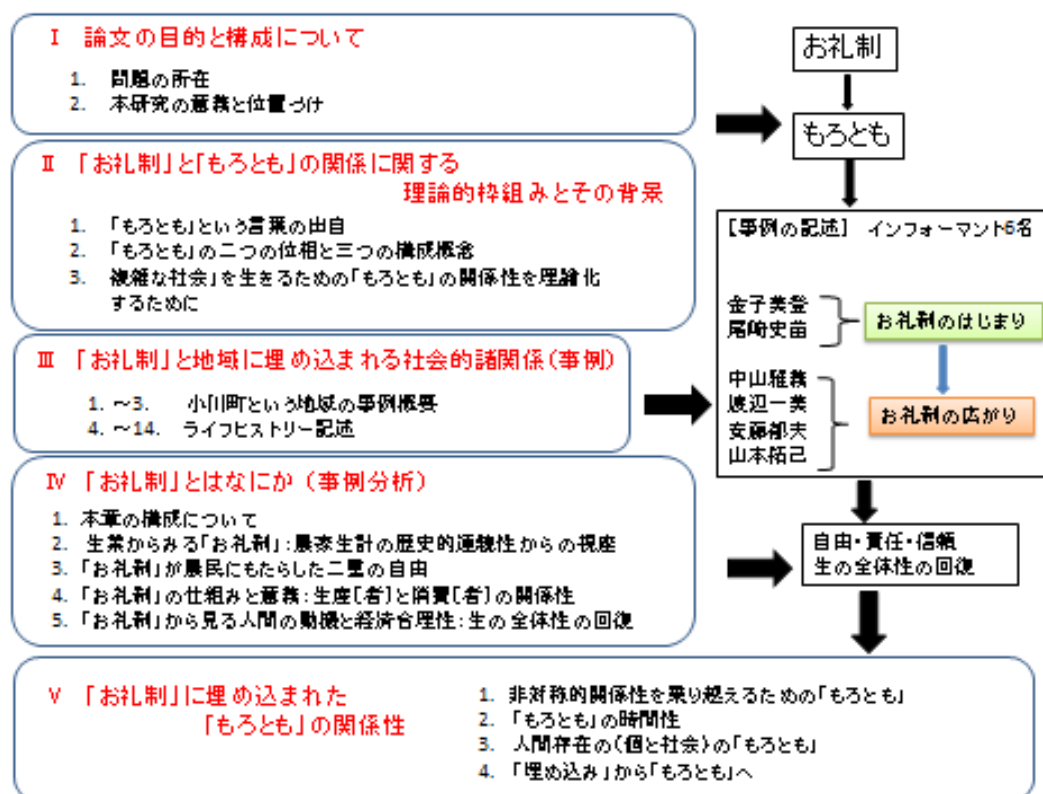 Ⅰ 論文の目的と構成について
1. 問題の所在
2. 本研究の意義と位置づけ
Ⅱ 「お礼制」と「もろとも」の関係に関する
理論的枠組みとその背景
1. 「もろとも」という言葉の出自
2. 「もろとも」の二つの位相と三つの構成概念
3. 複雑な社会」を生きるための「もろとも」の関係性を理論化
するために
Ⅲ 「お礼制」と地域に埋め込まれる社会的諸関係(事例)
1. ～3. 小川町という地域の事例概要
4. ～14. ライフヒストリー記述
Ⅳ 「お礼制」とはなにか(事例分析)
1. 本章の構成について
2. 生業からみる「お礼制」:農家生計の歴史的連続性からの視座
3. 「お礼制」が農民にもたらした二重の自由
4. 「お礼制」の仕組みと意義:生産[者]と消費[者]の関係性
5. 「お礼制」から見る人間の動機と経済合理性:生の全体性の回復
Ⅴ 「お礼制」に埋め込まれた
「もろとも」の関係性
1. 非対称的関係性を乗り越えるための「もろとも」
2. 「もろとも」の時間性
3. 人間存在の(個と社会)の「もろとも」
4. 「埋め込み」から「もろとも」へ
お礼制
もろとも
[事例の記述] インフォーマント6名
金子美登
尾崎史苗
お礼制のはじまり
中山雅義
渡辺一美
安藤郁夫
山本拓己
お礼制の広がり
自由・責任・信頼
生の全体性の回復